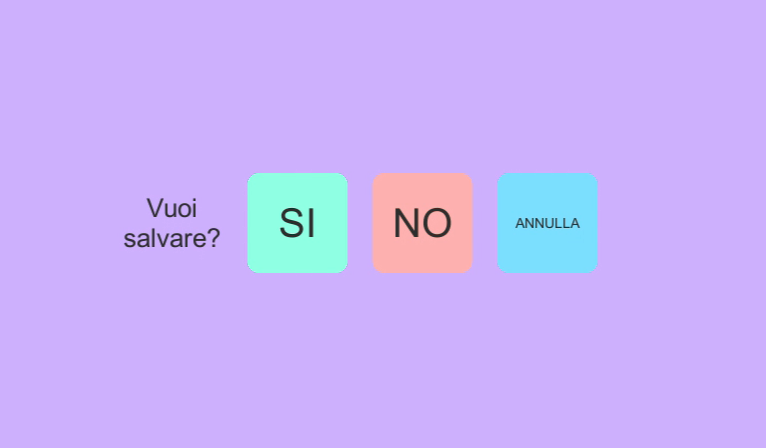 Vuoi
salvare?
SI
NO
ANNULLA